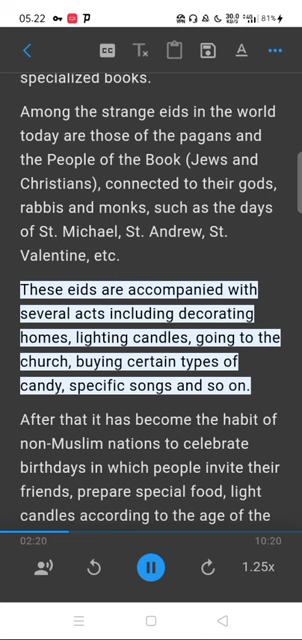 05.22
30.0 KB/S 4G 81%
CC
A
specialized books.
Among the strange eids in the world
today are those of the pagans and
the People of the Book (Jews and
Christians), connected to their gods,
rabbis and monks, such as the days
of St. Michael, St. Andrew, St.
Valentine, etc.
These eids are accompanied with
several acts including decorating
homes, lighting candles, going to the
church, buying certain types of
candy, specific songs and so on.
After that it has become the habit of
non-Muslim nations to celebrate
birthdays in which people invite their
friends, prepare special food, light
candles according to the age of the
02:20 10:20
1.25x